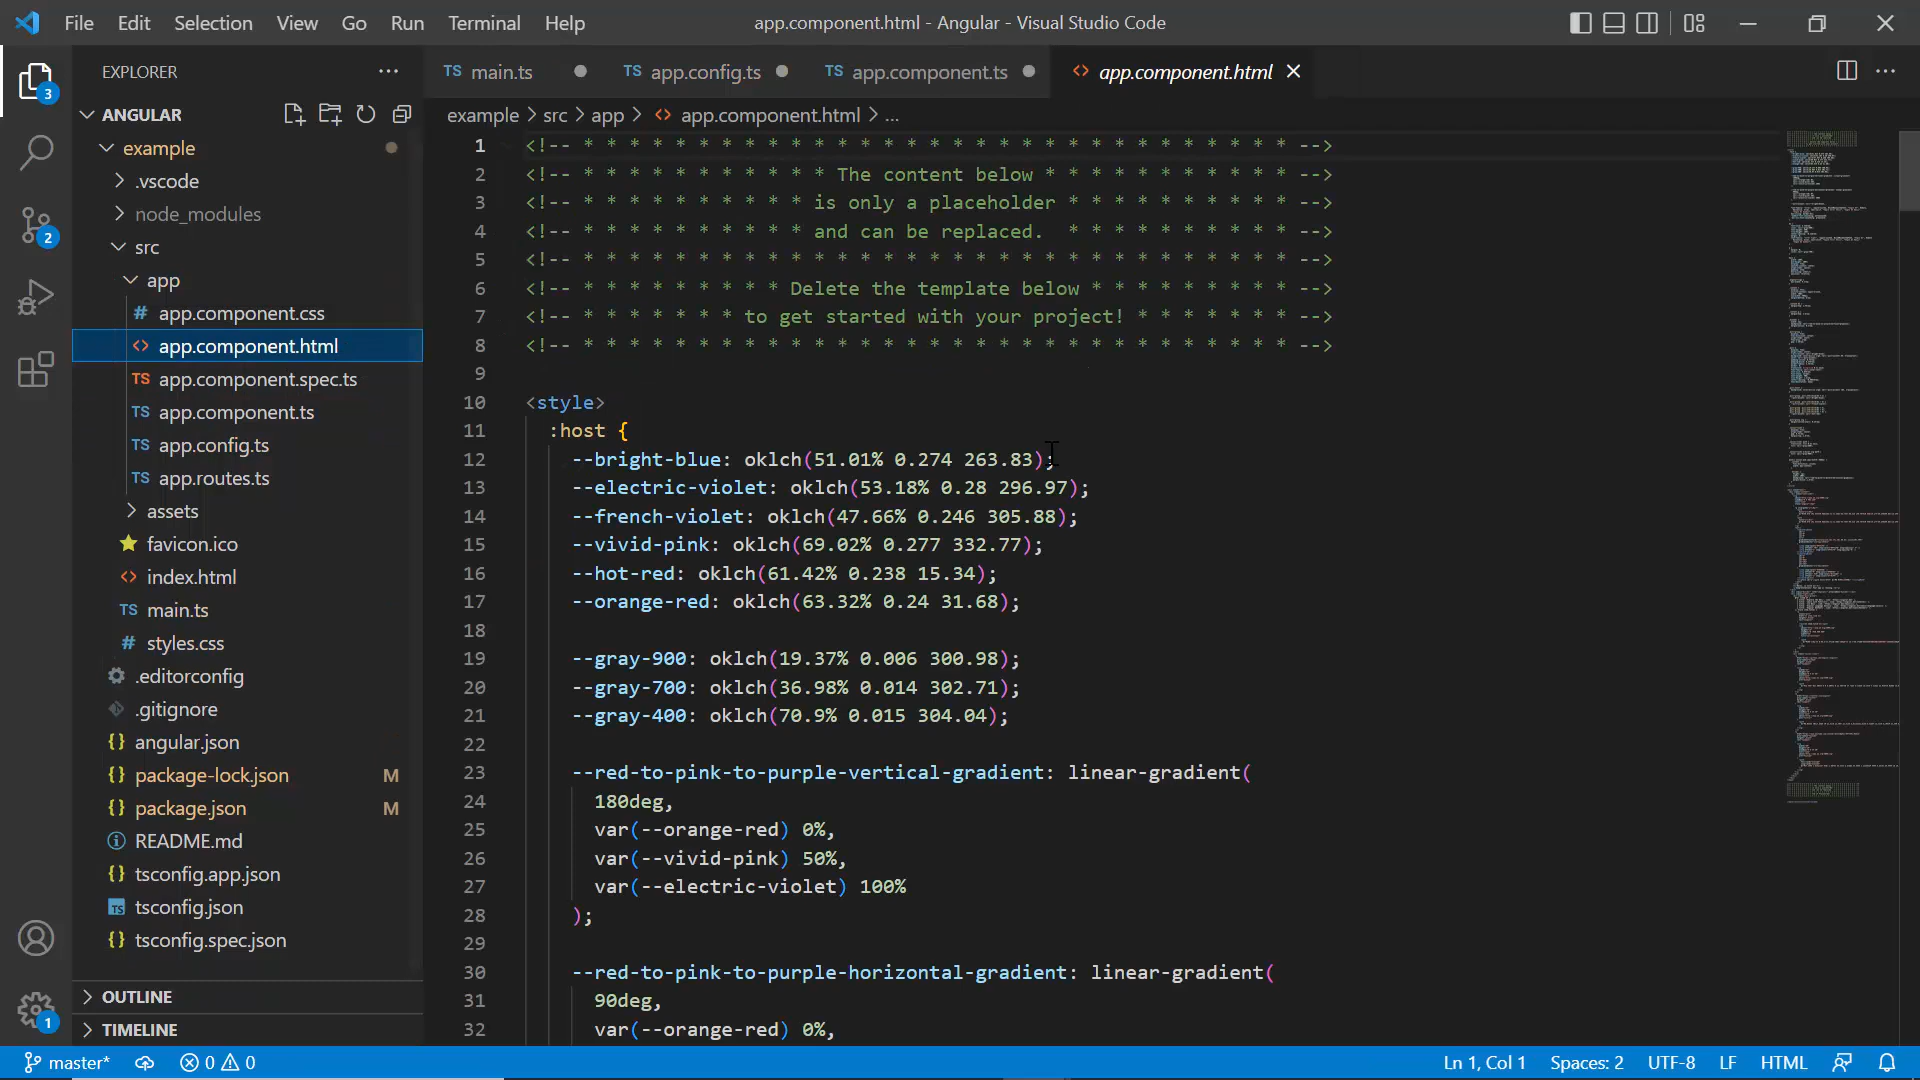 File Edit Selection View Go Run Terminal Help
app.component.html - Angular - Visual Studio Code
EXPLORER
TS main.ts
TS app.config.ts
TS app.component.ts
<> app.component.html
3
2
1
ANGULAR
example
.vscode
node_modules
src
app
# app.component.css
<> app.component.html
TS app.component.spec.ts
TS app.component.ts
TS app.config.ts
TS app.routes.ts
assets
favicon.ico
<> index.html
TS main.ts
# styles.css
.editorconfig
.gitignore
{} angular.json
{} package-lock.json M
{} package.json M
README.md
{} tsconfig.app.json
TS tsconfig.json
{} tsconfig.spec.json
OUTLINE
TIMELINE
example > src > app > <> app.component.html > ...
1 <!-- * * * * * * * * * * * * * * * * * * * * * * * * * * * * * * * -->
2 <!-- * * * * * * * * * * * The content below * * * * * * * * * * * -->
3 <!-- * * * * * * * * * * is only a placeholder * * * * * * * * * * -->
4 <!-- * * * * * * * * * * and can be replaced.  * * * * * * * * * * -->
5 <!-- * * * * * * * * * * * * * * * * * * * * * * * * * * * * * * * -->
6 <!-- * * * * * * * * * Delete the template below * * * * * * * * * -->
7 <!-- * * * * * * * to get started with your project! * * * * * * * -->
8 <!-- * * * * * * * * * * * * * * * * * * * * * * * * * * * * * * * -->
9
10 <style>
11 :host {
12 --bright-blue: oklch(51.01% 0.274 263.83);
13 --electric-violet: oklch(53.18% 0.28 296.97);
14 --french-violet: oklch(47.66% 0.246 305.88);
15 --vivid-pink: oklch(69.02% 0.277 332.77);
16 --hot-red: oklch(61.42% 0.238 15.34);
17 --orange-red: oklch(63.32% 0.24 31.68);
18
19 --gray-900: oklch(19.37% 0.006 300.98);
20 --gray-700: oklch(36.98% 0.014 302.71);
21 --gray-400: oklch(70.9% 0.015 304.04);
22
23 --red-to-pink-to-purple-vertical-gradient: linear-gradient(
24 180deg,
25 var(--orange-red) 0%,
26 var(--vivid-pink) 50%,
27 var(--electric-violet) 100%
28 );
29
30 --red-to-pink-to-purple-horizontal-gradient: linear-gradient(
31 90deg,
32 var(--orange-red) 0%,
master* 0 0 Ln 1, Col 1 Spaces: 2 UTF-8 LF HTML